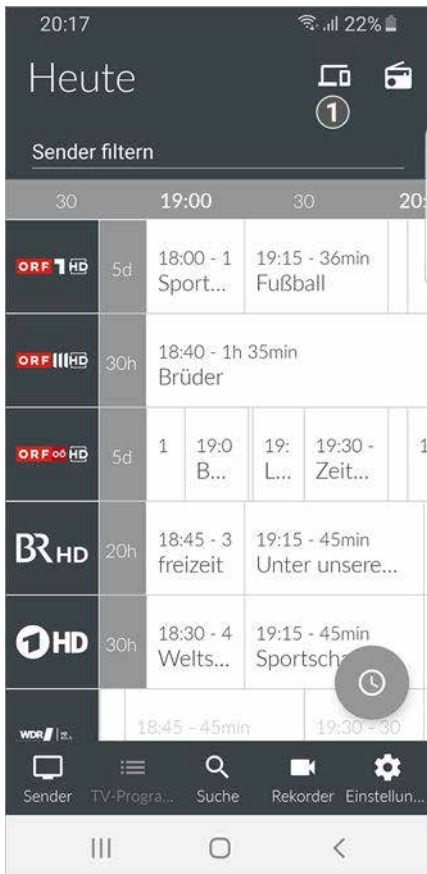 20:17
22%
Heute
1
Sender filtern
30 19:00 30 20:
ORF 1 HD 5d 18:00 - 1 19:15 - 36min
Sport... Fußball
ORF III HD 30h 18:40 - 1h 35min
Brüder
ORF oö HD 5d 1 19:0 19: 19:30 - 1
B... L... Zeit...
BR HD 20h 18:45 - 3 19:15 - 45min
freizeit Unter unsere...
1 HD 30h 18:30 - 4 19:15 - 45min
Welts... Sportsch
WDR 18:45 - 45min 19:30 - 30
Sender TV-Progra... Suche Rekorder Einstellun...